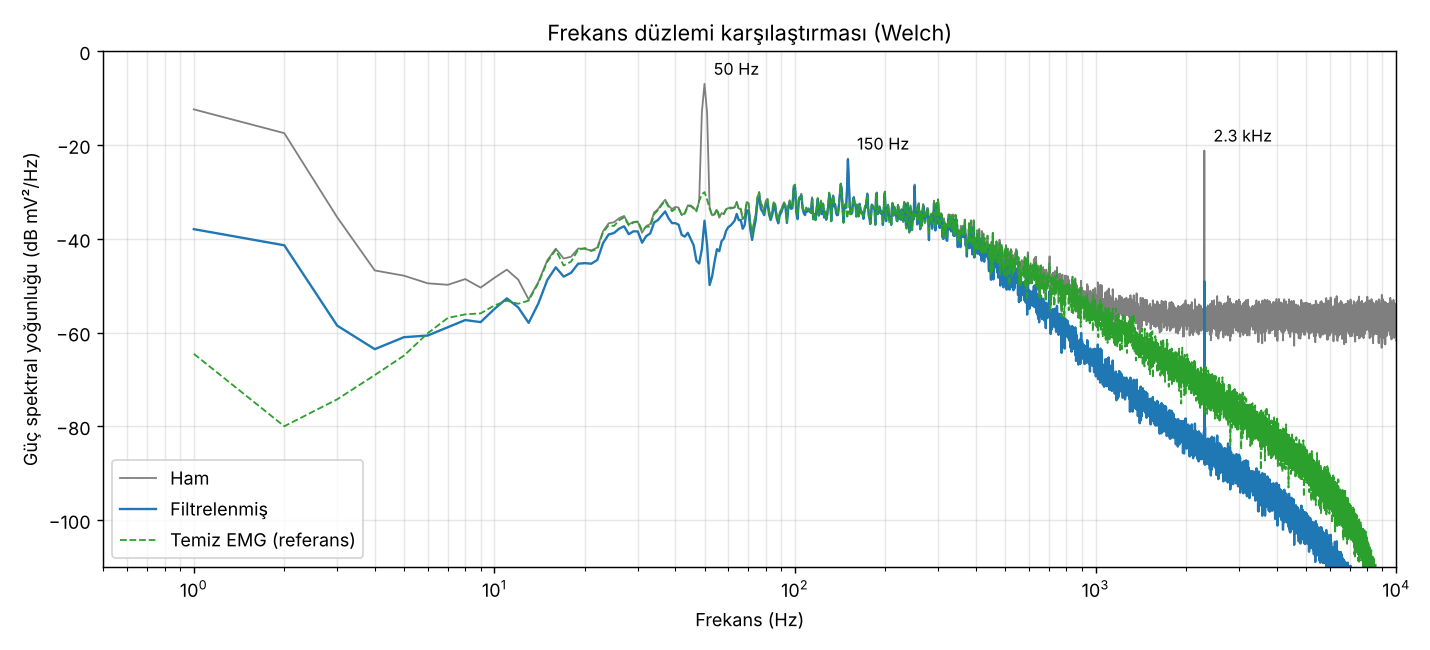 Frekans düzlemi karşılaştırması (Welch)
50 Hz
150 Hz
2.3 kHz
Güç spektral yoğunluğu (dB mV²/Hz)
0
−20
−40
−60
−80
−100
Ham
Filtrelenmiş
Temiz EMG (referans)
10⁰ 10¹ 10² 10³ 10⁴
Frekans (Hz)